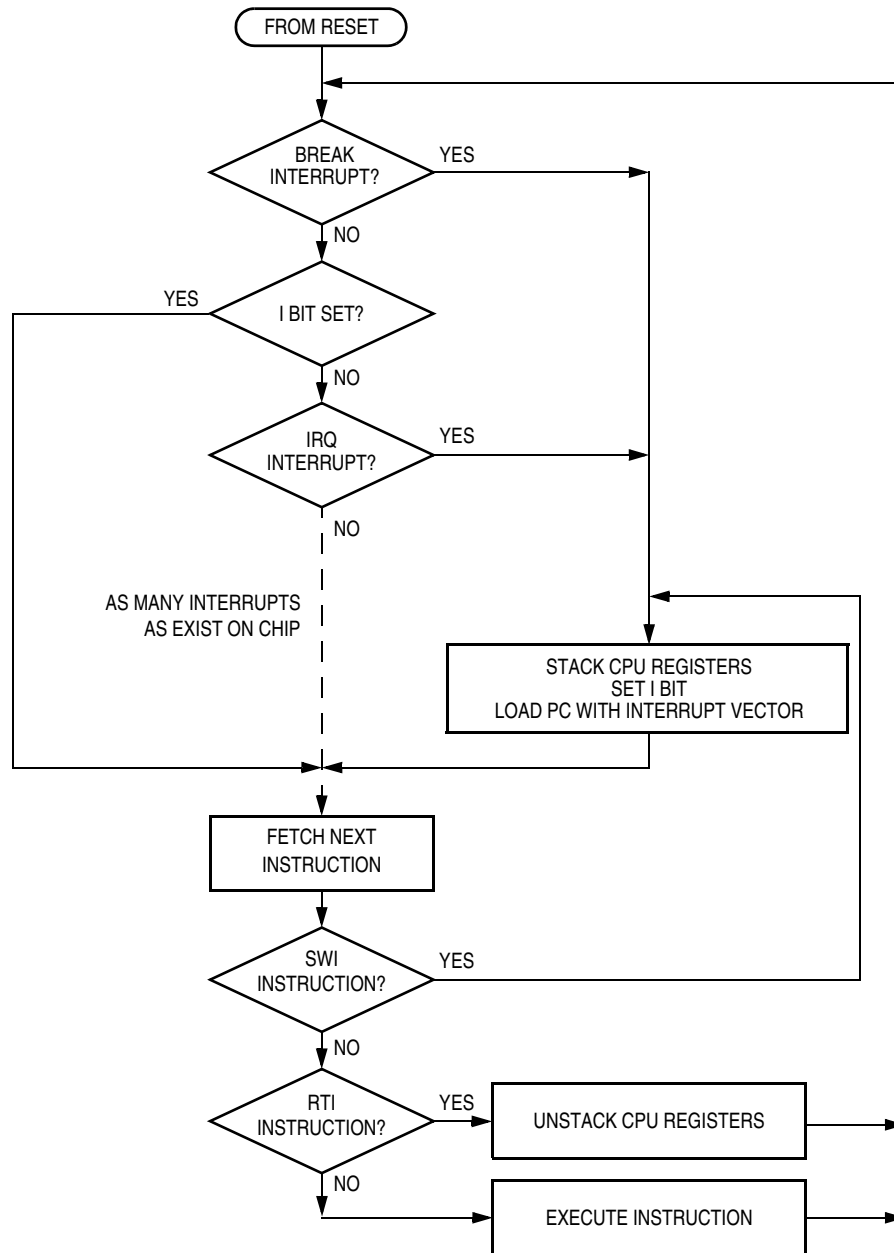 FROM RESET
BREAK
INTERRUPT?
YES
NO
YES
I BIT SET?
NO
IRQ
INTERRUPT?
YES
NO
AS MANY INTERRUPTS
AS EXIST ON CHIP
STACK CPU REGISTERS
SET I BIT
LOAD PC WITH INTERRUPT VECTOR
FETCH NEXT
INSTRUCTION
SWI
INSTRUCTION?
YES
NO
RTI
INSTRUCTION?
YES
UNSTACK CPU REGISTERS
NO
EXECUTE INSTRUCTION